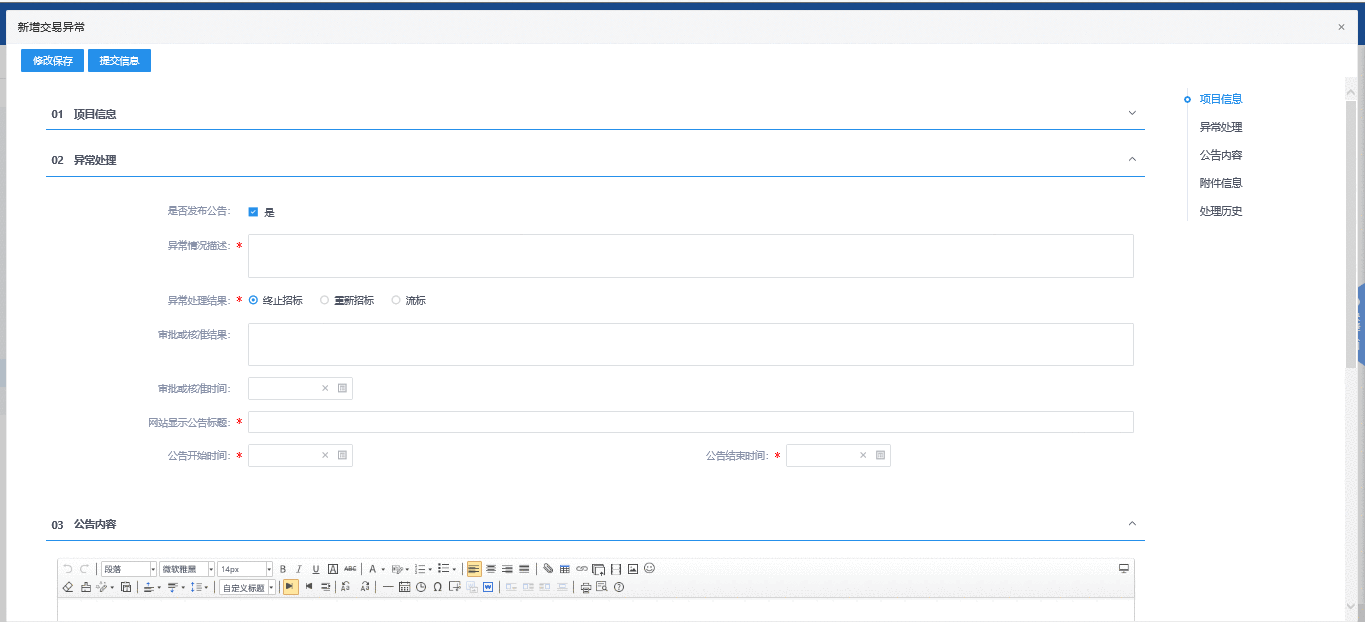 新增交易异常
修改保存 提交信息
01 项目信息
02 异常处理
是否发布公告: 是
异常情况描述: *
异常处理结果: * 终止招标 重新招标 流标
审批或核准结果:
审批或核准时间:
网站显示公告标题: *
公告开始时间: * 公告结束时间: *
03 公告内容
段落 微软雅黑 14px
自定义标题
项目信息
异常处理
公告内容
附件信息
处理历史